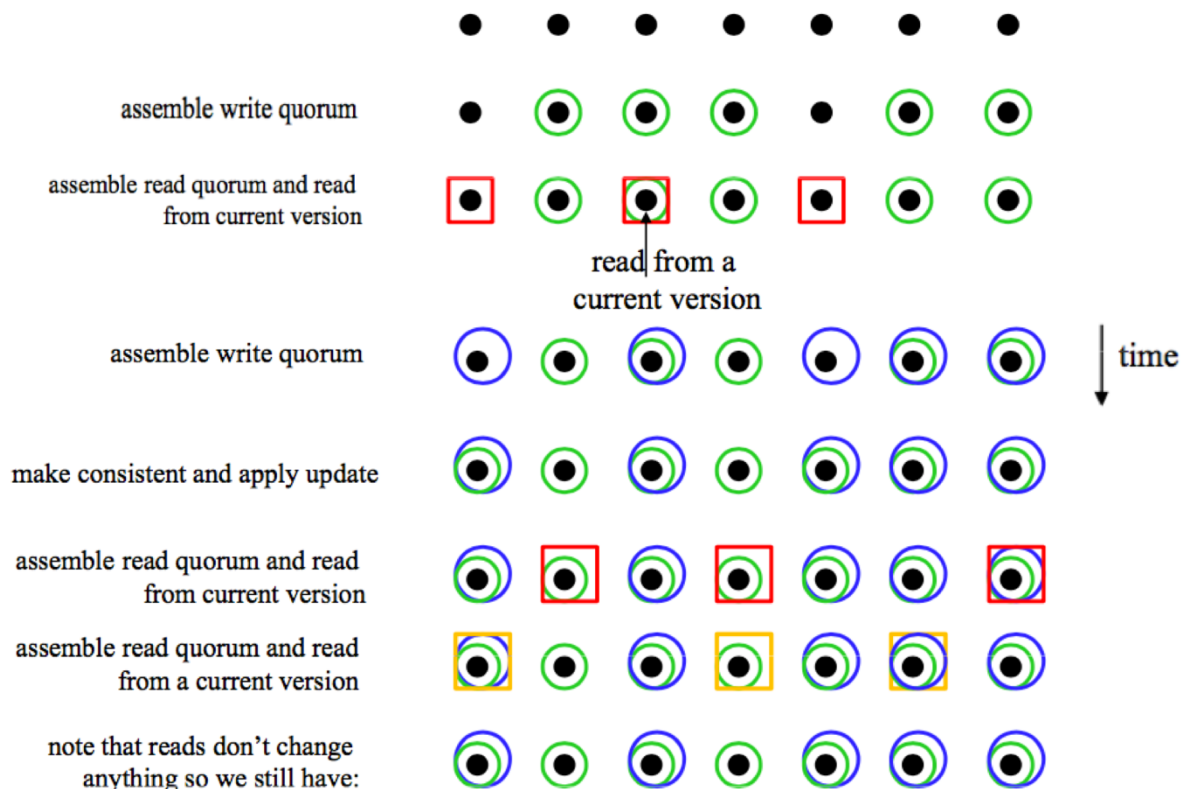 assemble write quorum
assemble read quorum and read
from current version
read from a
current version
assemble write quorum
time
make consistent and apply update
assemble read quorum and read
from current version
assemble read quorum and read
from a current version
note that reads don’t change
anything so we still have: